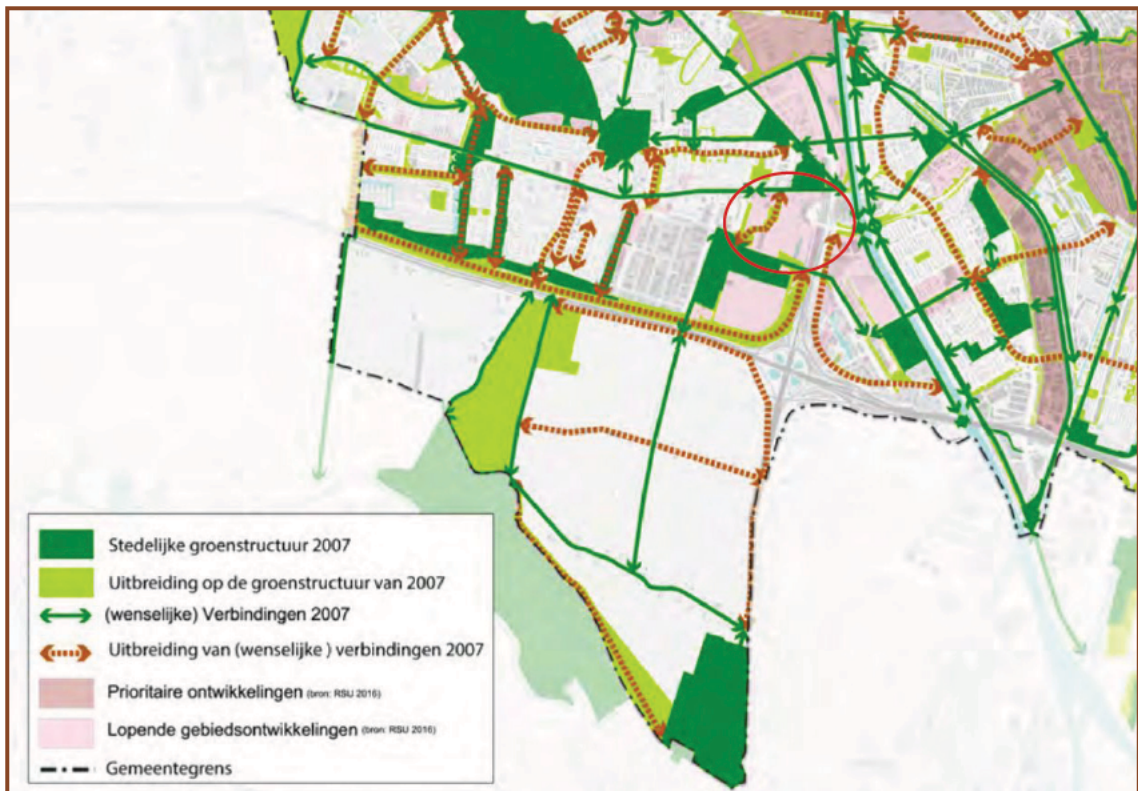 Stedelijke groenstructuur 2007
Uitbreiding op de groenstructuur van 2007
(wenselijke) Verbindingen 2007
Uitbreiding van (wenselijke ) verbindingen 2007
Prioritaire ontwikkelingen (bron: RSU 2016)
Lopende gebiedsontwikkelingen (bron: RSU 2016)
Gemeentegrens